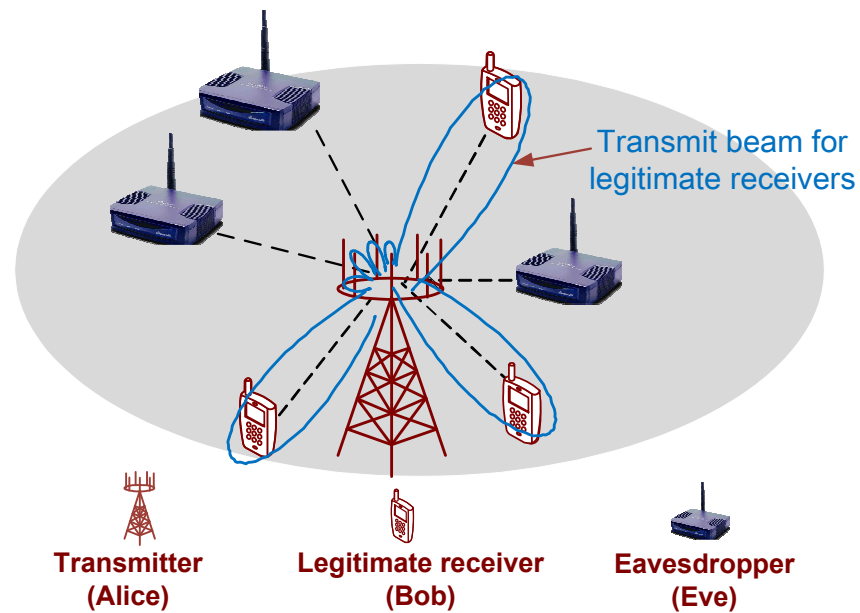 Transmit beam for
legitimate receivers
Transmitter
(Alice)
Legitimate receiver
(Bob)
Eavesdropper
(Eve)